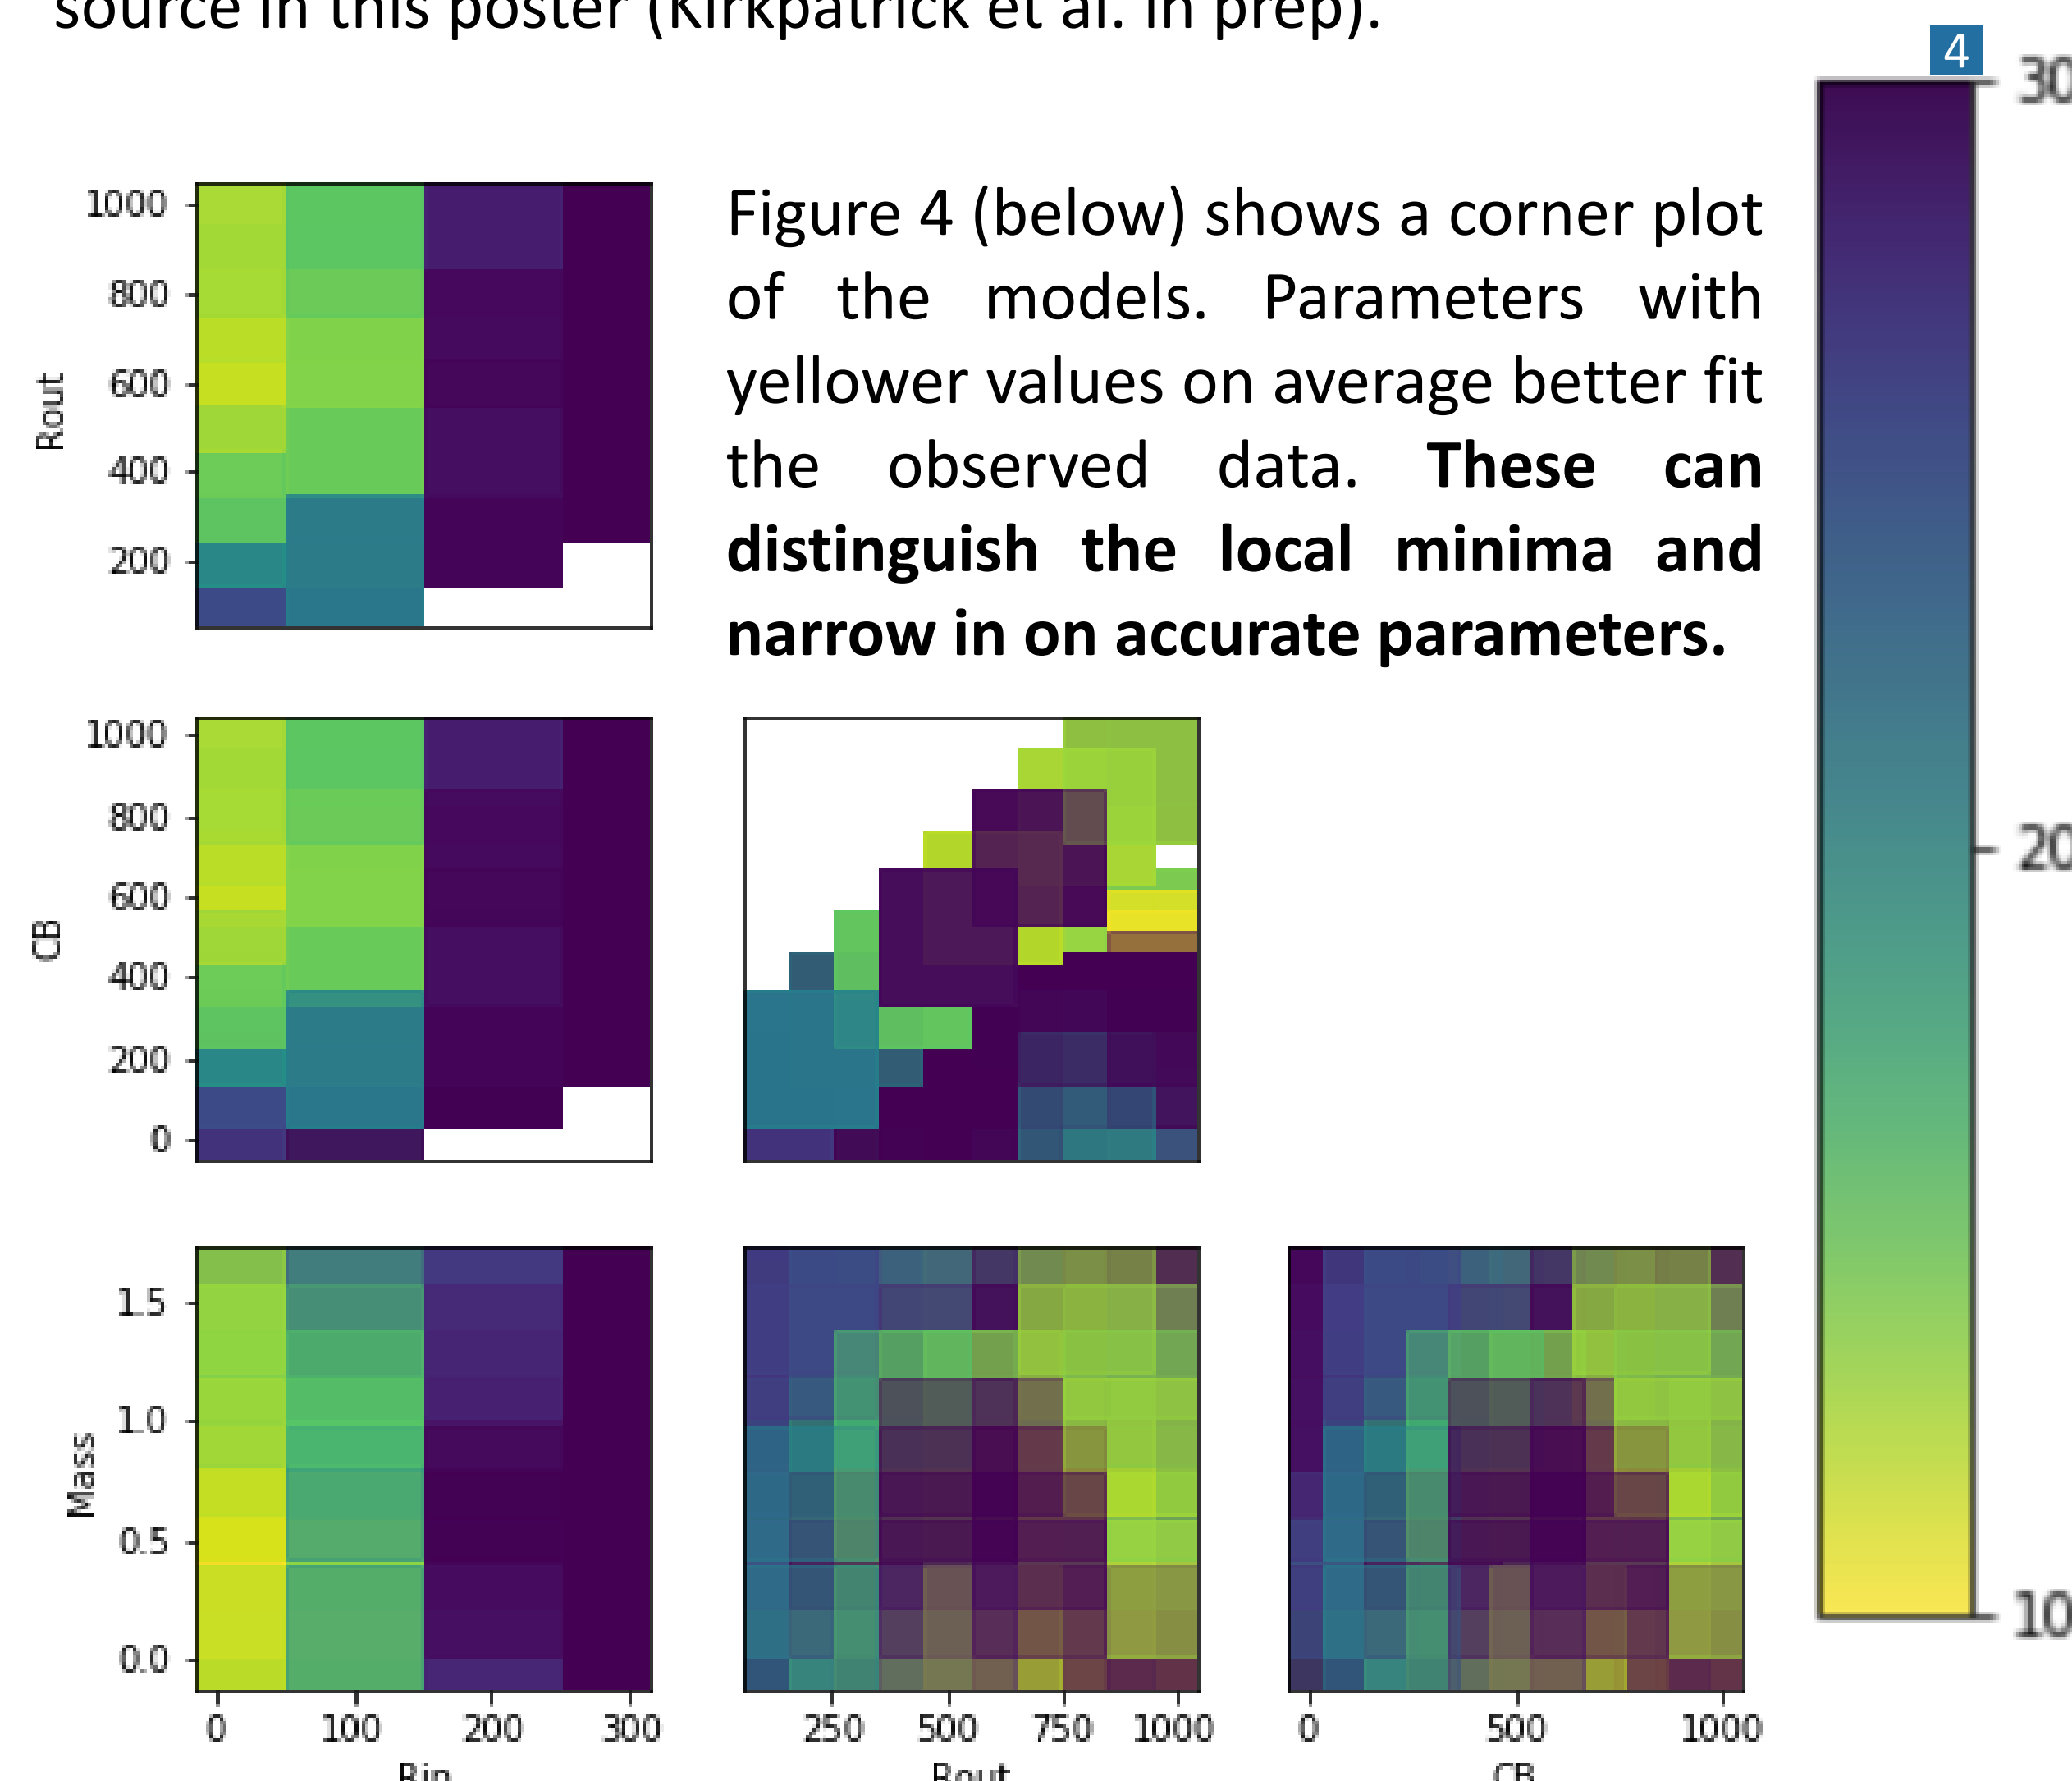 source in this poster (Kirkpatrick et al. in prep).
4
30
1000
800
600
400
200
Rout
Figure 4 (below) shows a corner plot
of the models. Parameters with
yellower values on average better fit
the observed data. These can
distinguish the local minima and
narrow in on accurate parameters.
1000
800
600
400
200
0
CB
20
1.5
1.0
0.5
0.0
Mass
10
0 100 200 300
250 500 750 1000
0 500 1000
Rin
Rout
CB